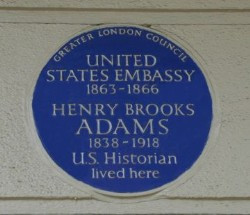 GREATER LONDON COUNCIL
UNITED
STATES EMBASSY
1863-1866
HENRY BROOKS
ADAMS
1838-1918
U.S. Historian
lived here